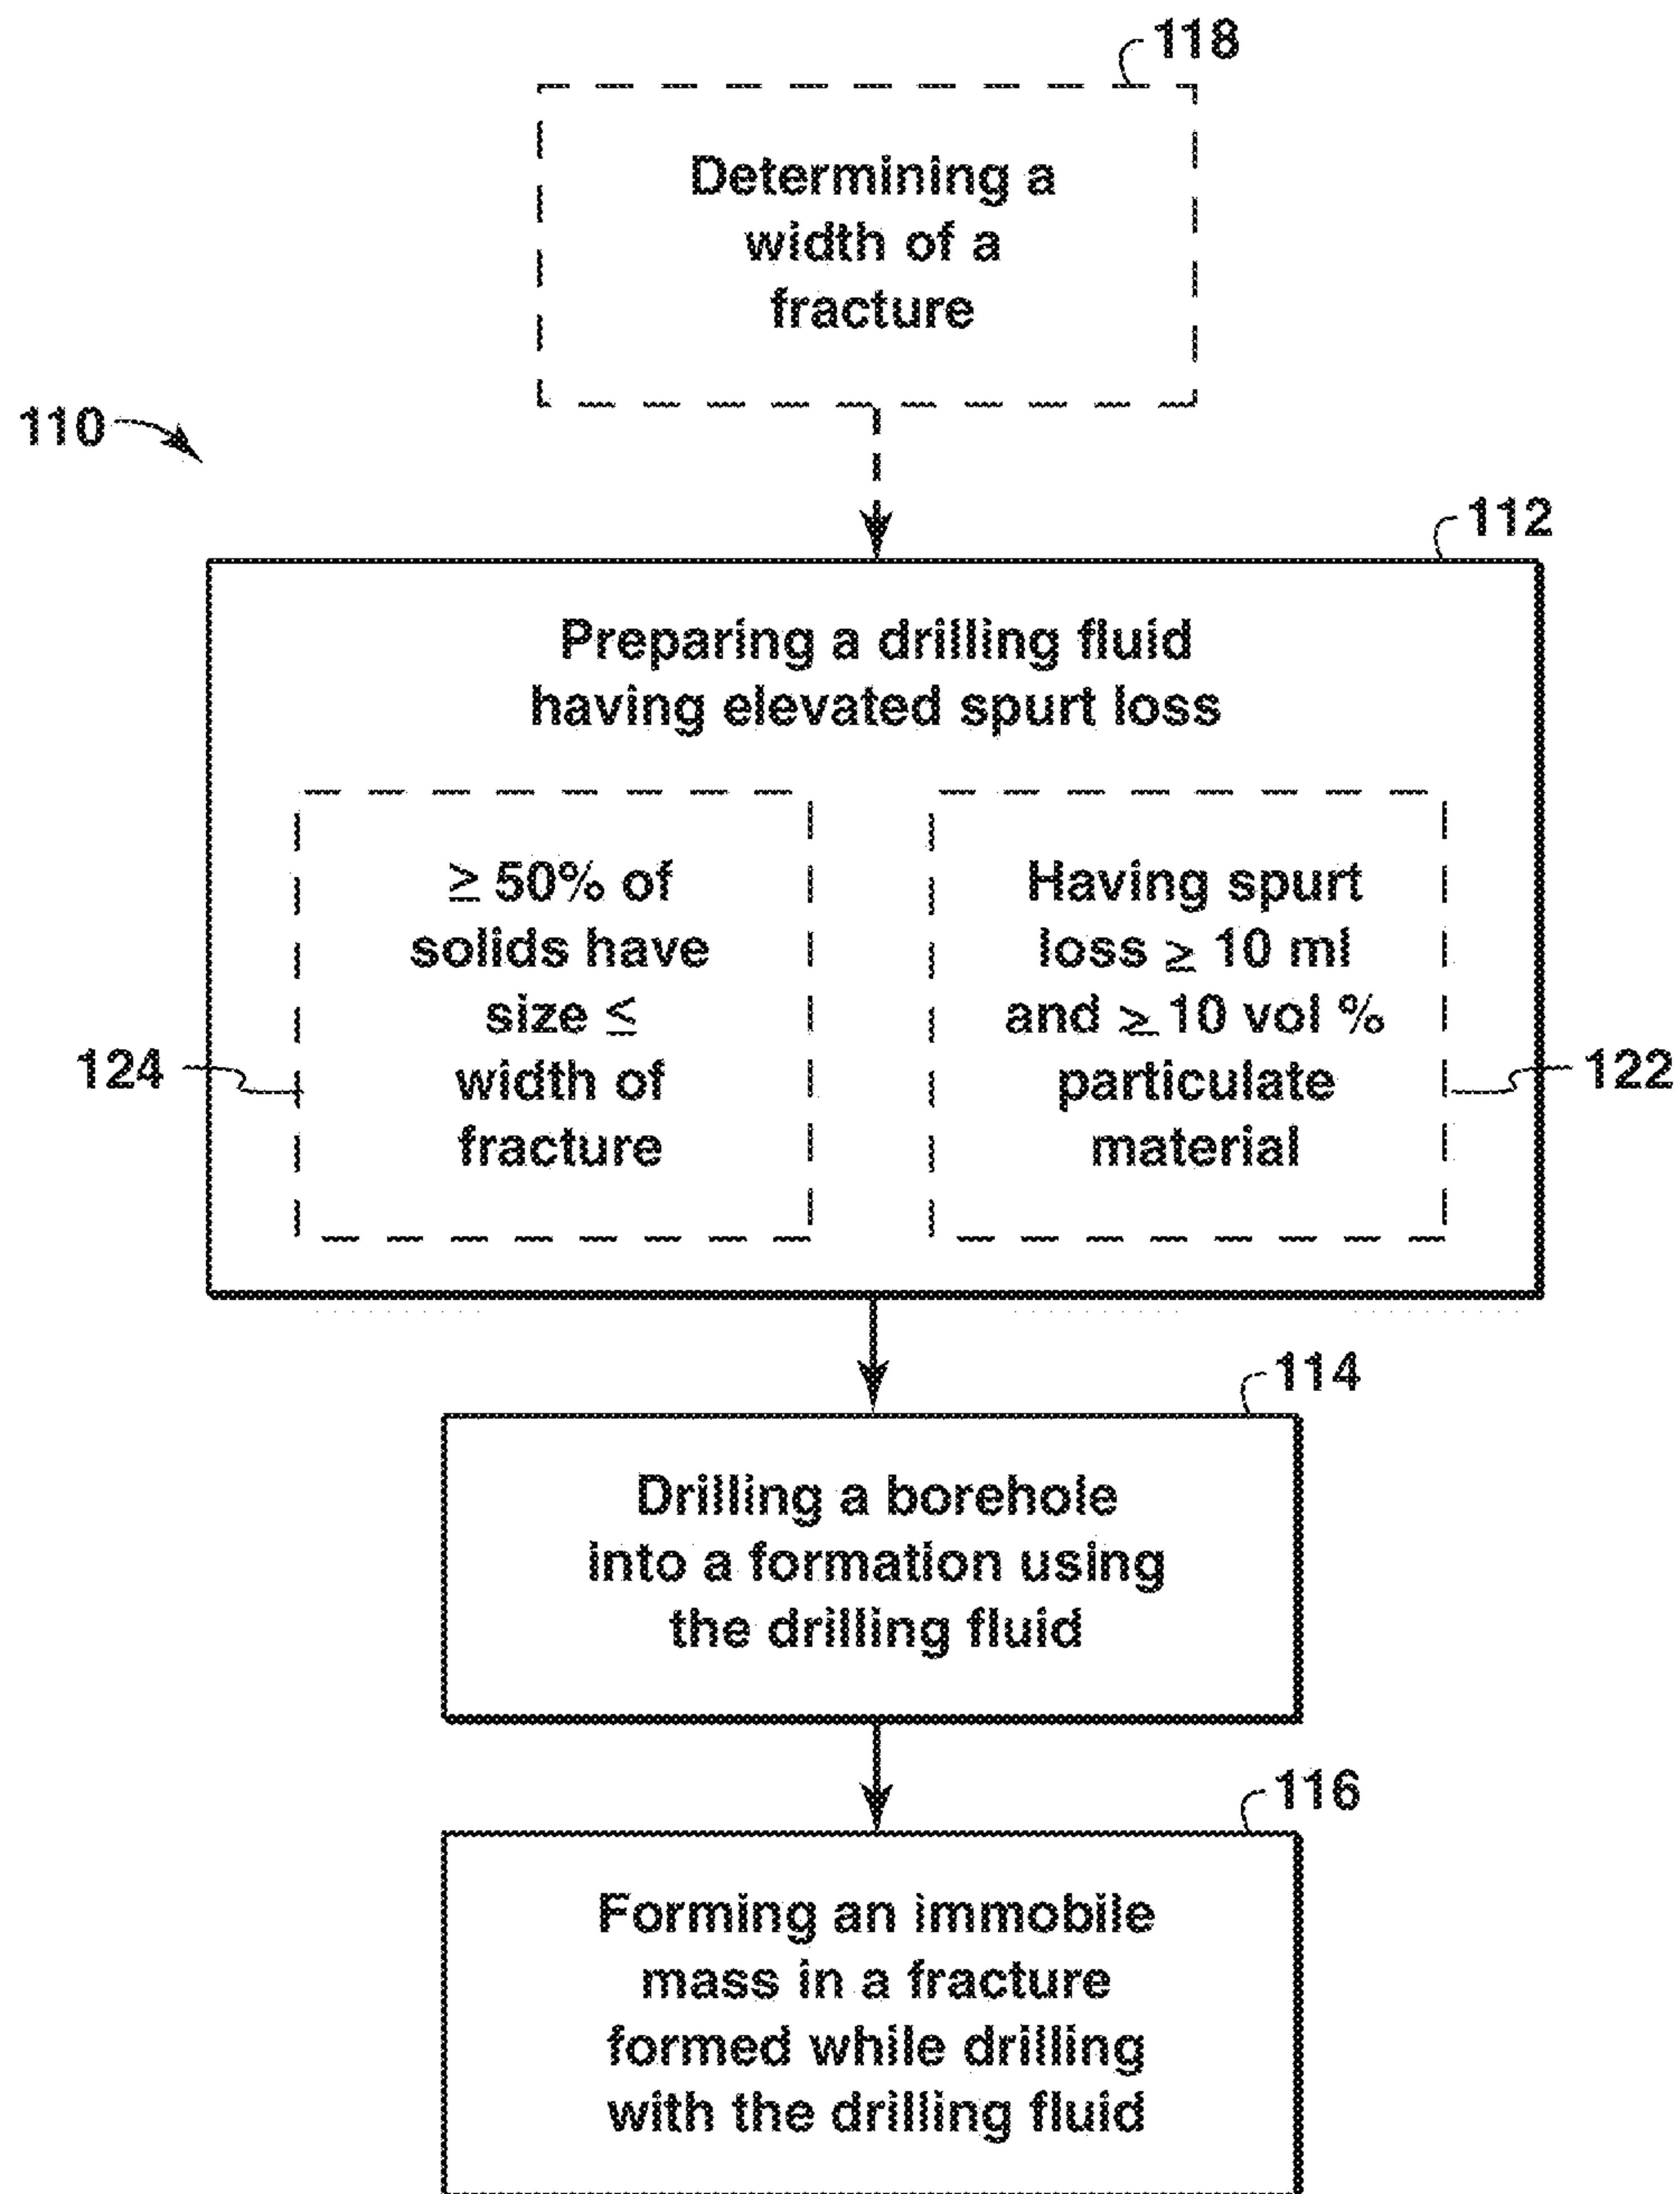 118
Determining a
width of a
fracture
110
112
Preparing a drilling fluid
having elevated spurt loss
≥ 50% of
solids have
size ≤
width of
fracture
124
Having spurt
loss ≥ 10 ml
and ≥ 10 vol %
particulate
material
122
114
Drilling a borehole
into a formation using
the drilling fluid
116
Forming an immobile
mass in a fracture
formed while drilling
with the drilling fluid